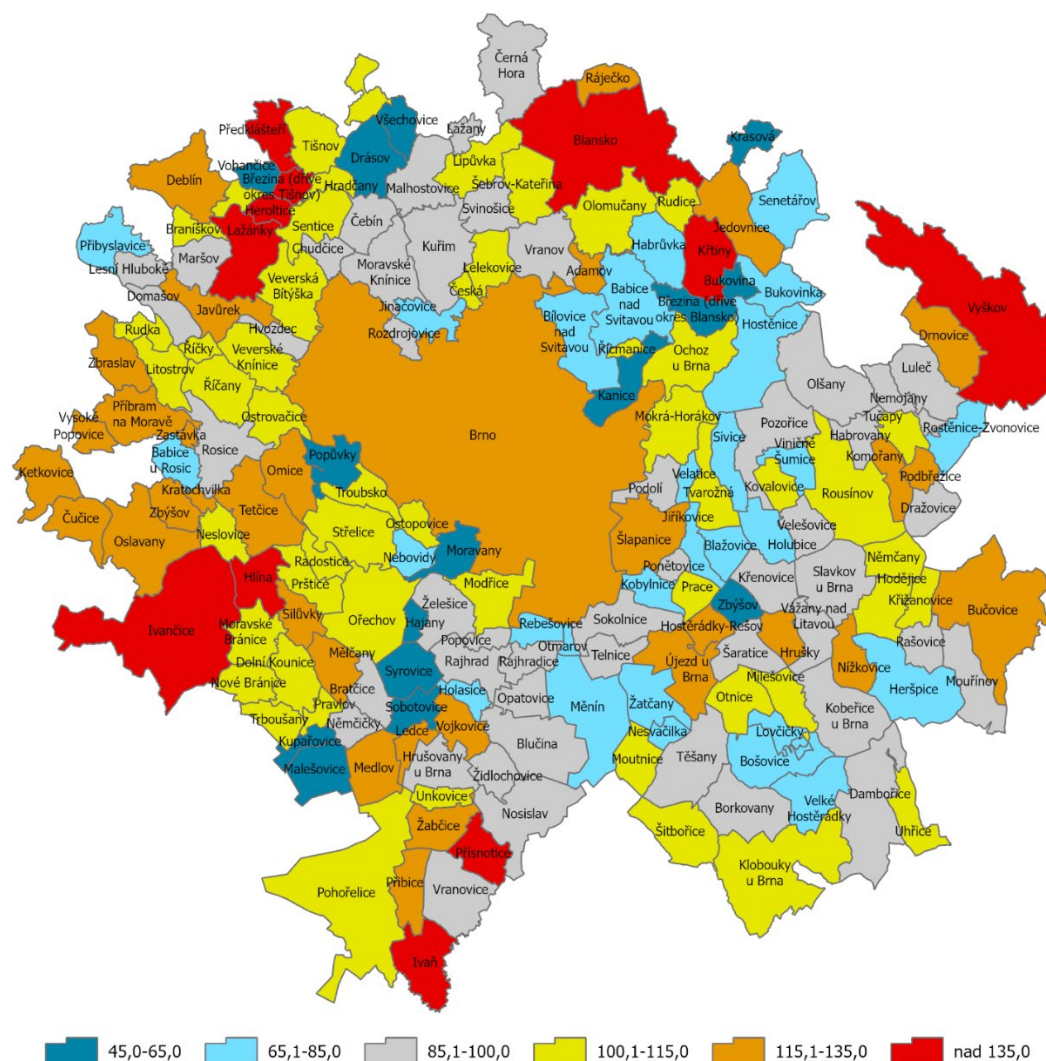 Černá
Hora
Ráječko
Všechovice
Předklášteří
Lažany
Blansko
Krasová
Tišnov
Vohančice
Drásov
Lipůvka
Deblín
Březina (dříve
okres Tišnov)
Hradčany
Malhostovice
Šebrov-Kateřina
Senetářov
Heroltice
Svinošice
Olomučany
Rudice
Braníškov
Lažánky
Sentice
Čebín
Jedovnice
Přibyslavice
Maršov
Chudčice
Kuřim
Vranov
Habrůvka
Křtiny
Lesní Hluboké
Moravské
Knínice
Lelekovice
Adamov
Veverská
Bítýška
Česká
Babice
nad
Svitavou
Bukovina
Bukovinka
Domašov
Javůrek
Jinačovice
Březina (dříve
okres Blansko)
Vyškov
Hvozdec
Rozdrojovice
Bílovice
nad
Svitavou
Hostěnice
Drnovice
Rudka
Říčky
Veverské
Knínice
Řícmanice
Ochoz
u Brna
Zbraslav
Litostrov
Luleč
Říčany
Kanice
Olšany
Nemojany
Příbram
na Moravě
Ostrovačice
Mokrá-Horákov
Pozořice
Tučapy
Vysoké
Popovice
Zastávka
Brno
Sivice
Viničné
Šumice
Habrovany
Rostěnice-Zvonovice
Rosice
Komořany
Babice
u Rosic
Popůvky
Ketkovice
Omice
Podolí
Velatice
Kovalovice
Rousínov
Podbřežice
Kratochvilka
Troubsko
Tvarožná
Zbýšov
Tetčice
Dražovice
Čučice
Ostopovice
Jiříkovice
Velešovice
Oslavany
Neslovice
Střelice
Moravany
Šlapanice
Blažovice
Holubice
Nebovidy
Ponětovice
Němčany
Radostice
Křenovice
Slavkov
u Brna
Hodějice
Hlína
Prštice
Modřice
Kobylnice
Prace
Křižanovice
Bučovice
Želešice
Zbýšov
Ivančice
Silůvky
Ořechov
Hajany
Sokolnice
Vážany nad
Litavou
Moravské
Bránice
Popovice
Rebešovice
Hostěrádky-Rešov
Rašovice
Dolní
Kounice
Mělčany
Otmarov
Telnice
Šaratice
Hrušky
Rajhrad
Rajhradice
Újezd u
Brna
Nížkovice
Mouřínov
Nové Bránice
Bratčice
Syrovice
Holasice
Opatovice
Milešovice
Heršpice
Pravlov
Sobotovice
Měnín
Žatčany
Otnice
Kobeřice
u Brna
Trboušany
Němčičky
Vojkovice
Lovčičky
Kupařovice
Ledce
Blučina
Nesvačilka
Malešovice
Medlov
Hrušovany
u Brna
Moutnice
Těšany
Bošovice
Židlochovice
Unkovice
Dambořice
Nosislav
Borkovany
Velké
Hostěrádky
Žabčice
Šitbořice
Uhřice
Přísnotice
Klobouky
u Brna
Pohořelice
Přibice
Vranovice
Ivaň
45,0-65,0 65,1-85,0 85,1-100,0 100,1-115,0 115,1-135,0 nad 135,0